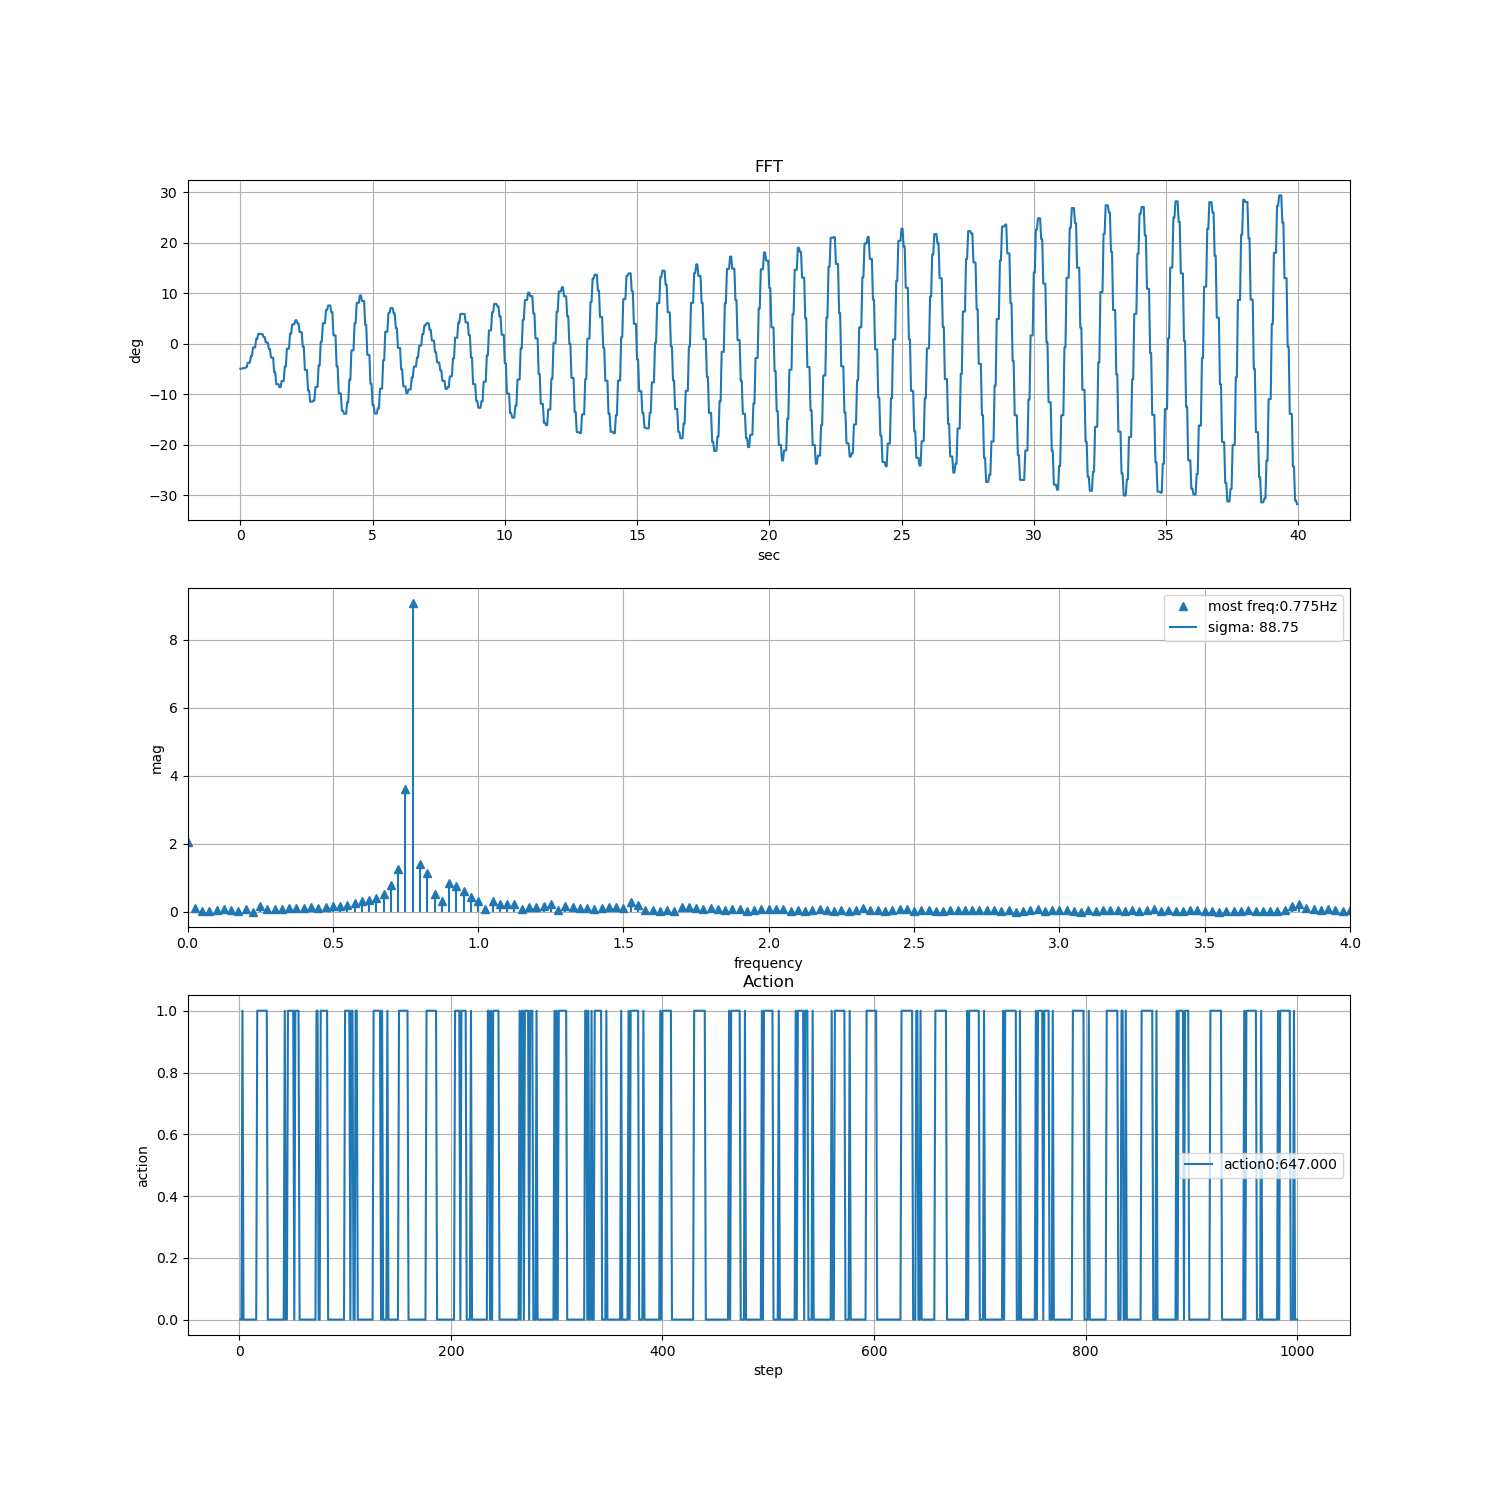 FFT
30
20
10
0
−10
−20
−30
deg
0 5 10 15 20 25 30 35 40
sec
most freq:0.775Hz
sigma: 88.75
8
6
4
2
0
mag
0.0 0.5 1.0 1.5 2.0 2.5 3.0 3.5 4.0
frequency
Action
1.0
0.8
0.6
0.4
0.2
0.0
action
action0:647.000
0 200 400 600 800 1000
step